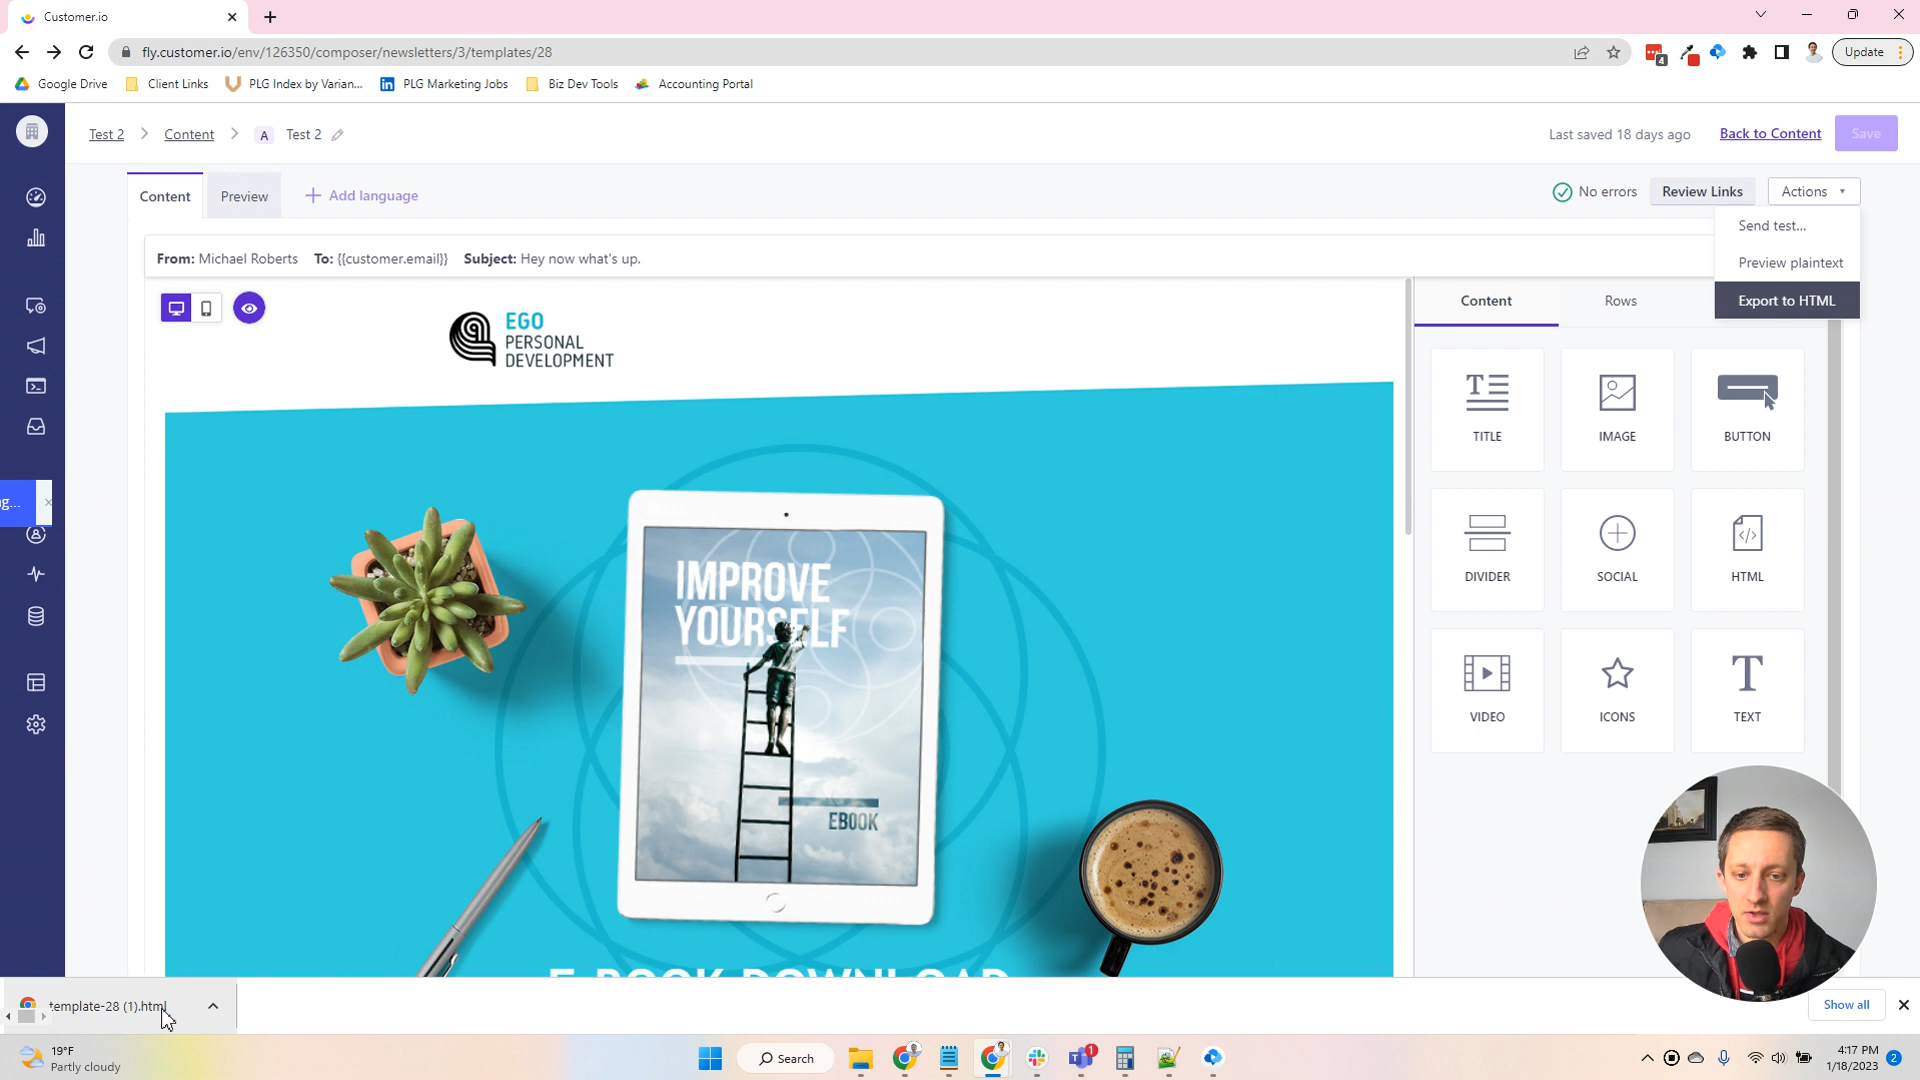 Customer.io
fly.customer.io/env/126350/composer/newsletters/3/templates/28
4
Update
Google Drive
Client Links
PLG Index by Varian...
PLG Marketing Jobs
Biz Dev Tools
Accounting Portal
Test 2 > Content > A Test 2
Last saved 18 days ago
Back to Content
Save
Content
Preview
Add language
No errors
Review Links
Actions
Send test...
Preview plaintext
Export to HTML
From: Michael Roberts To: {{customer.email}} Subject: Hey now what's up.
EGO
PERSONAL
DEVELOPMENT
IMPROVE
YOURSELF
EBOOK
E-BOOK DOWNLOAD
Content
Rows
TITLE
IMAGE
BUTTON
DIVIDER
SOCIAL
HTML
VIDEO
ICONS
TEXT
g...
template-28 (1).html
Show all
19°F
Partly cloudy
Search
1
4:17 PM
1/18/2023
2